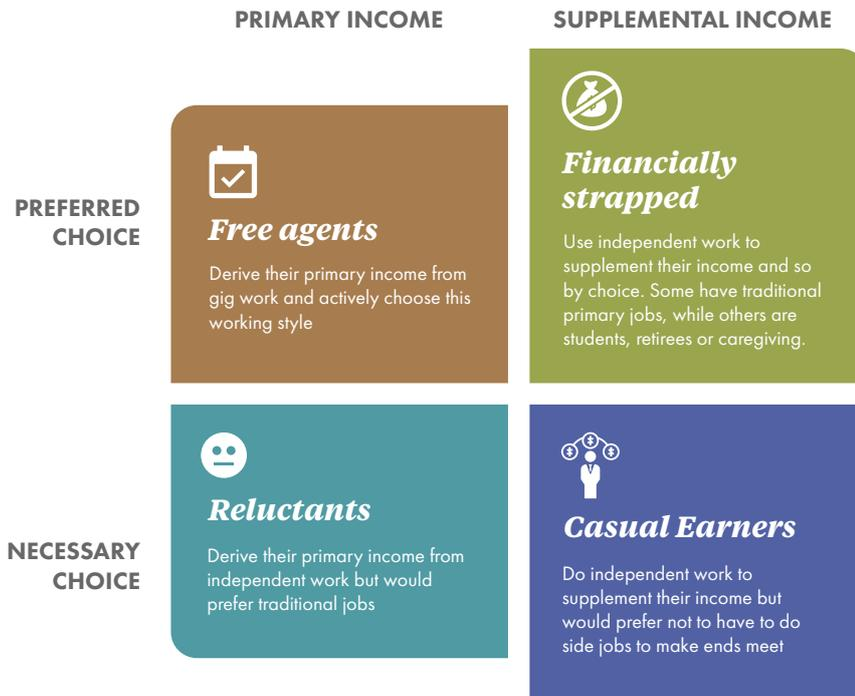 PRIMARY INCOME
SUPPLEMENTAL INCOME
PREFERRED
CHOICE
Free agents
Derive their primary income from
gig work and actively choose this
working style
Financially
strapped
Use independent work to
supplement their income and so
by choice. Some have traditional
primary jobs, while others are
students, retirees or caregiving.
NECESSARY
CHOICE
Reluctants
Derive their primary income from
independent work but would
prefer traditional jobs
Casual Earners
Do independent work to
supplement their income but
would prefer not to have to do
side jobs to make ends meet